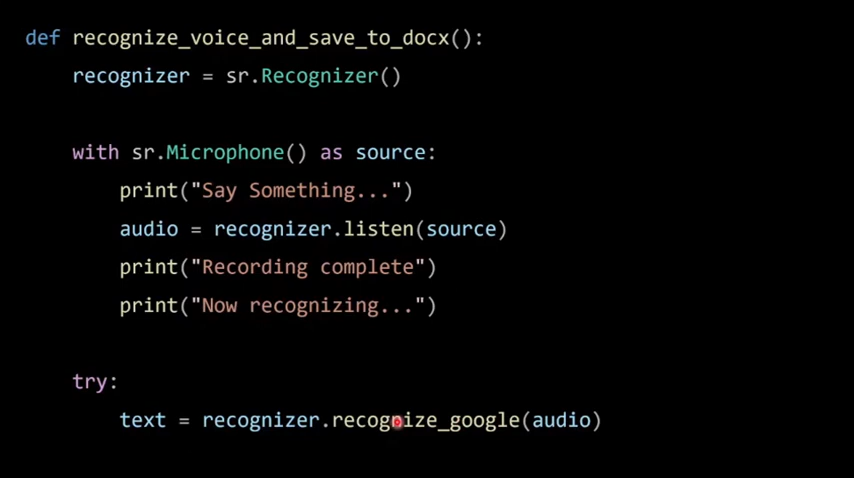 def recognize_voice_and_save_to_docx():
    recognizer = sr.Recognizer()
    with sr.Microphone() as source:
        print("Say Something...")
        audio = recognizer.listen(source)
        print("Recording complete")
        print("Now recognizing...")
    try:
        text = recognizer.recognize_google(audio)